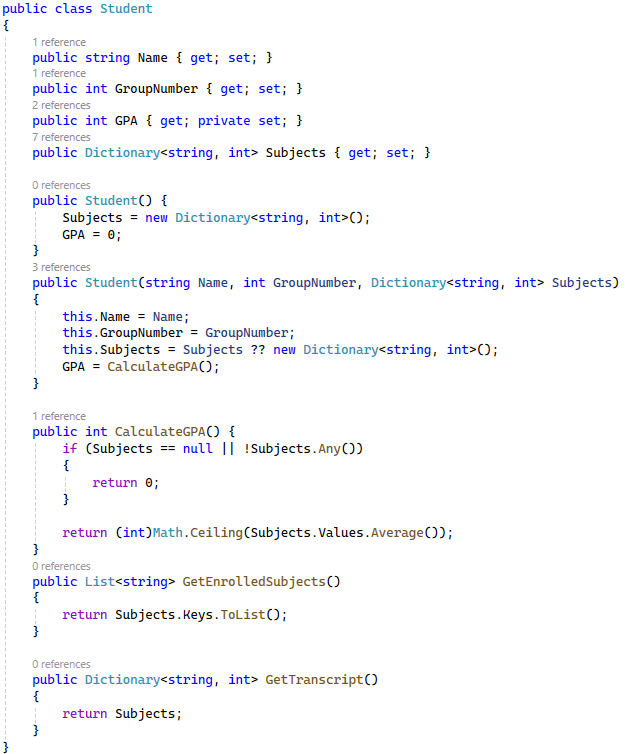 public class Student
{
1 reference
public string Name { get; set; }
1 reference
public int GroupNumber { get; set; }
2 references
public int GPA { get; private set; }
7 references
public Dictionary<string, int> Subjects { get; set; }
0 references
public Student() {
Subjects = new Dictionary<string, int>();
GPA = 0;
}
3 references
public Student(string Name, int GroupNumber, Dictionary<string, int> Subjects)
{
this.Name = Name;
this.GroupNumber = GroupNumber;
this.Subjects = Subjects ?? new Dictionary<string, int>();
GPA = CalculateGPA();
}
1 reference
public int CalculateGPA() {
if (Subjects == null || !Subjects.Any())
{
return 0;
}
return (int)Math.Ceiling(Subjects.Values.Average());
}
0 references
public List<string> GetEnrolledSubjects()
{
return Subjects.Keys.ToList();
}
0 references
public Dictionary<string, int> GetTranscript()
{
return Subjects;
}
}